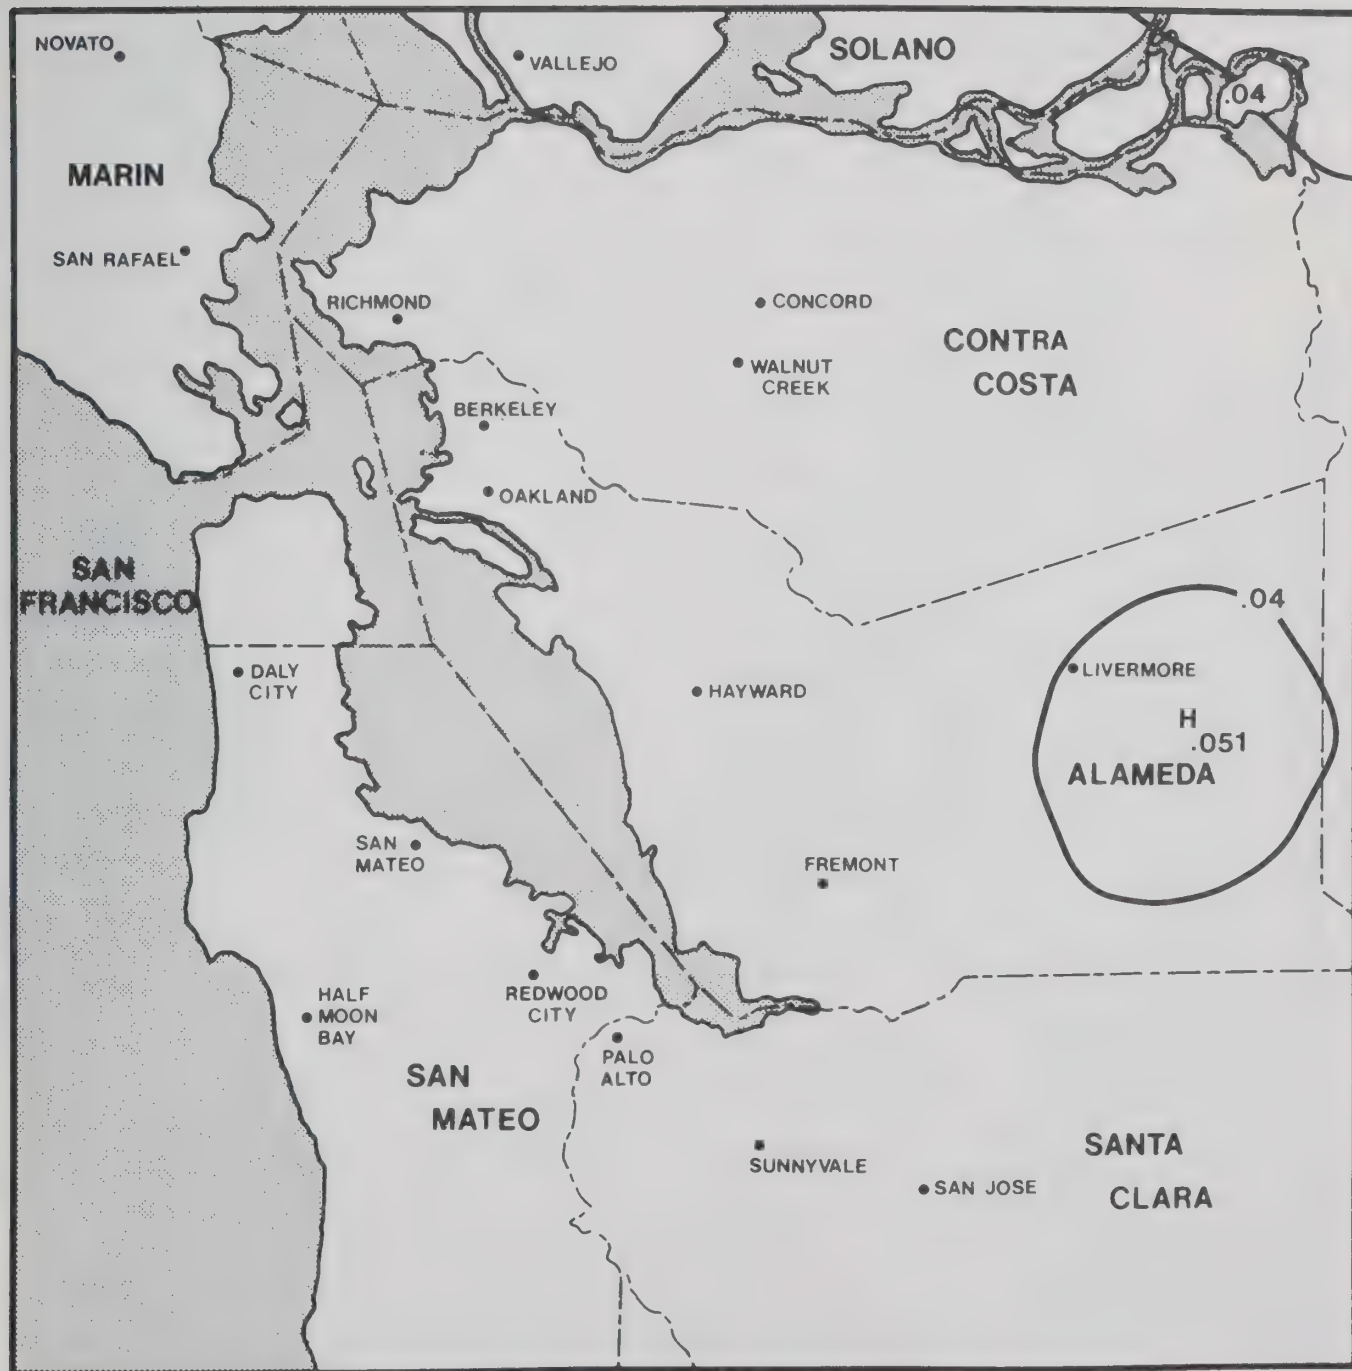 NOVATO
VALLEJO
SOLANO
.04
MARIN
SAN RAFAEL
RICHMOND
CONCORD
CONTRA
COSTA
WALNUT
CREEK
BERKELEY
OAKLAND
SAN
FRANCISCO
.04
DALY
CITY
HAYWARD
LIVERMORE
H
.051
ALAMEDA
SAN
MATEO
FREMONT
REDWOOD
CITY
HALF
MOON
BAY
PALO
ALTO
SAN
MATEO
SUNNYVALE
SANTA
CLARA
SAN JOSE